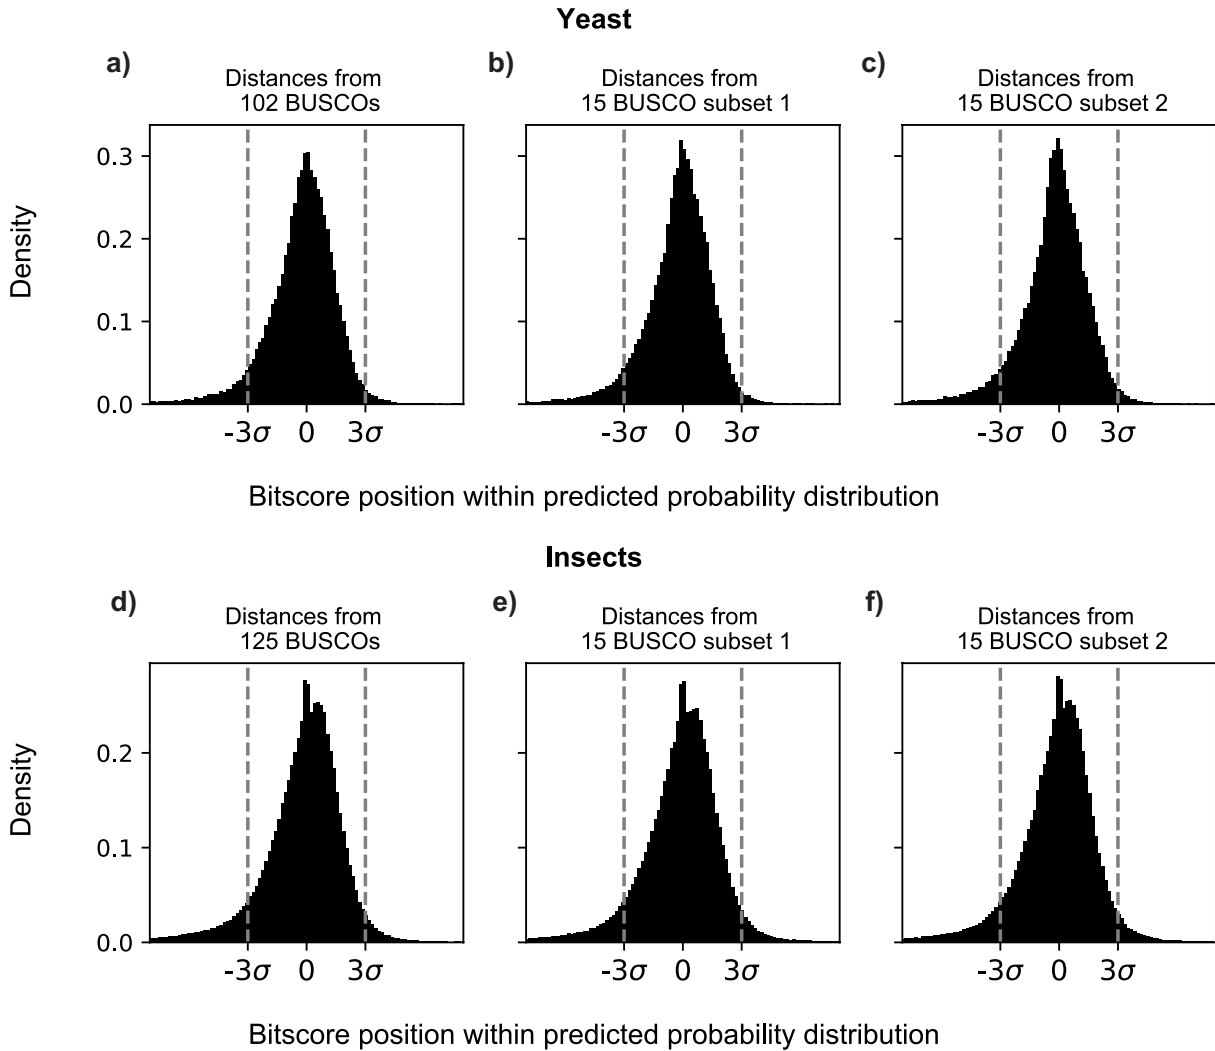 Yeast
a)
Distances from
102 BUSCOs
b)
Distances from
15 BUSCO subset 1
c)
Distances from
15 BUSCO subset 2
Density
0.3
0.2
0.1
0.0
-3σ 0 3σ
-3σ 0 3σ
-3σ 0 3σ
Bitscore position within predicted probability distribution
Insects
d)
Distances from
125 BUSCOs
e)
Distances from
15 BUSCO subset 1
f)
Distances from
15 BUSCO subset 2
Density
0.2
0.1
0.0
-3σ 0 3σ
-3σ 0 3σ
-3σ 0 3σ
Bitscore position within predicted probability distribution